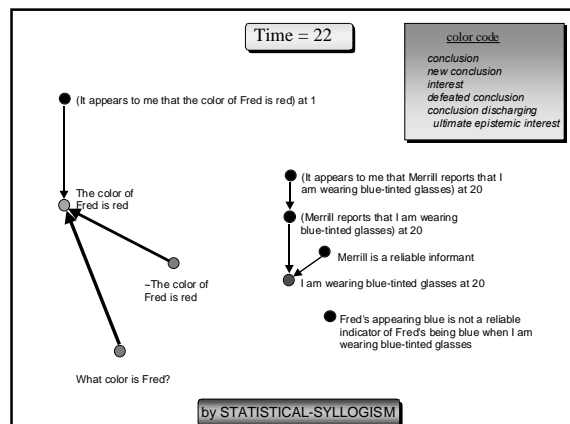 Time = 22
color code
conclusion
new conclusion
interest
defeated conclusion
conclusion discharging
ultimate epistemic interest
(It appears to me that the color of Fred is red) at 1
The color of
Fred is red
~The color of
Fred is red
What color is Fred?
(It appears to me that Merrill reports that I
am wearing blue-tinted glasses) at 20
(Merrill reports that I am wearing
blue-tinted glasses) at 20
Merrill is a reliable informant
I am wearing blue-tinted glasses at 20
Fred's appearing blue is not a reliable
indicator of Fred's being blue when I am
wearing blue-tinted glasses
by STATISTICAL-SYLLOGISM